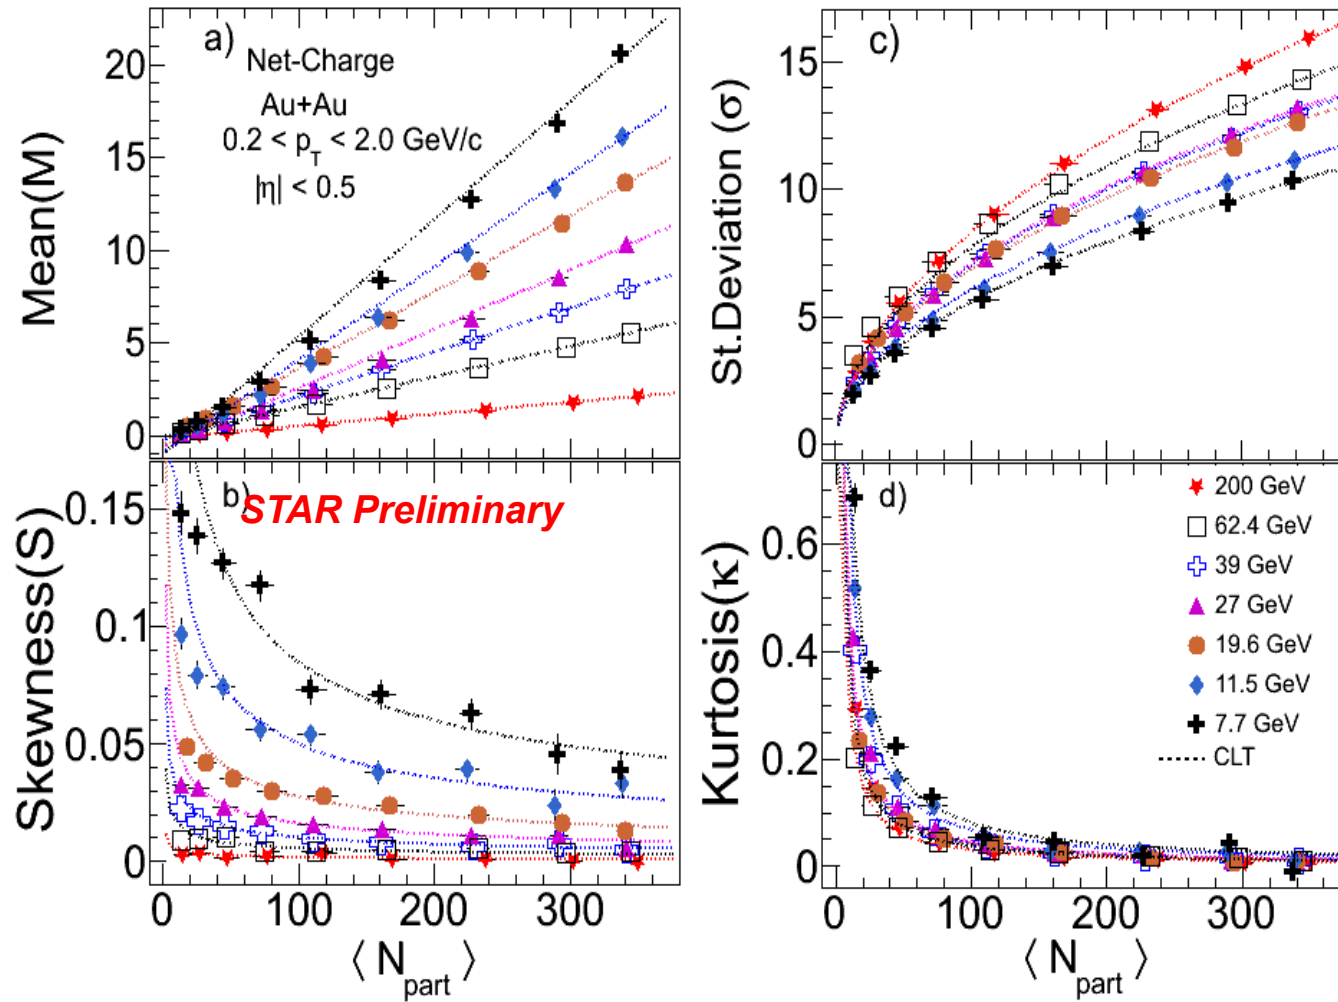 a)
Net-Charge
Au+Au
0.2 < p_T < 2.0 GeV/c
|η| < 0.5
Mean(M)
20
15
10
5
0
c)
St.Deviation (σ)
15
10
5
0
b)
STAR Preliminary
Skewness(S)
0.15
0.1
0.05
0
0 100 200 300
⟨ N_part ⟩
d)
200 GeV
62.4 GeV
39 GeV
27 GeV
19.6 GeV
11.5 GeV
7.7 GeV
CLT
Kurtosis(κ)
0.6
0.4
0.2
0
0 100 200 300
⟨ N_part ⟩